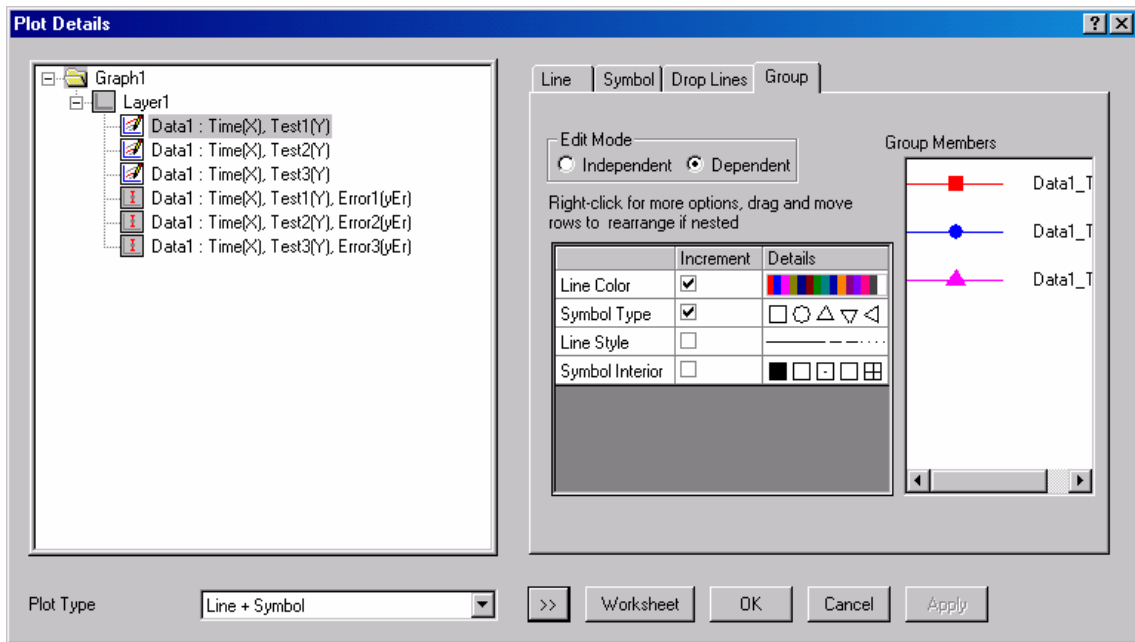 Plot Details
Graph1
Layer1
Data1 : Time(X), Test1(Y)
Data1 : Time(X), Test2(Y)
Data1 : Time(X), Test3(Y)
Data1 : Time(X), Test1(Y), Error1(yEr)
Data1 : Time(X), Test2(Y), Error2(yEr)
Data1 : Time(X), Test3(Y), Error3(yEr)
Line Symbol Drop Lines Group
Edit Mode
Independent Dependent
Right-click for more options, drag and move
rows to rearrange if nested
Increment Details
Line Color
Symbol Type
Line Style
Symbol Interior
Group Members
Data1_T
Data1_T
Data1_T
Plot Type Line + Symbol >> Worksheet OK Cancel Apply